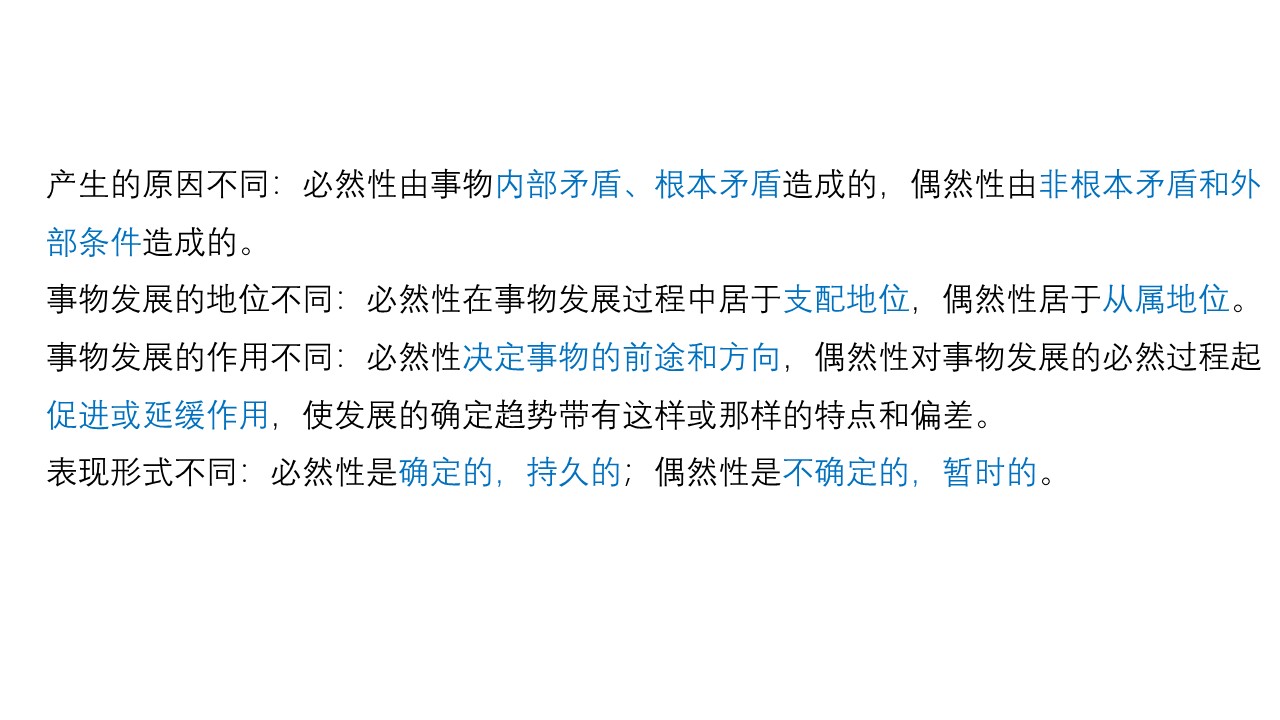 产生的原因不同：必然性由事物内部矛盾、根本矛盾造成的，偶然性由非根本矛盾和外
部条件造成的。
事物发展的地位不同：必然性在事物发展过程中居于支配地位，偶然性居于从属地位。
事物发展的作用不同：必然性决定事物的前途和方向，偶然性对事物发展的必然过程起
促进或延缓作用，使发展的确定趋势带有这样或那样的特点和偏差。
表现形式不同：必然性是确定的，持久的；偶然性是不确定的，暂时的。